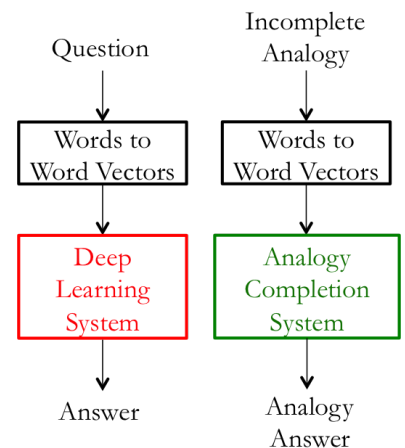 Question
Words to
Word Vectors
Deep
Learning
System
Answer
Incomplete
Analogy
Words to
Word Vectors
Analogy
Completion
System
Analogy
Answer